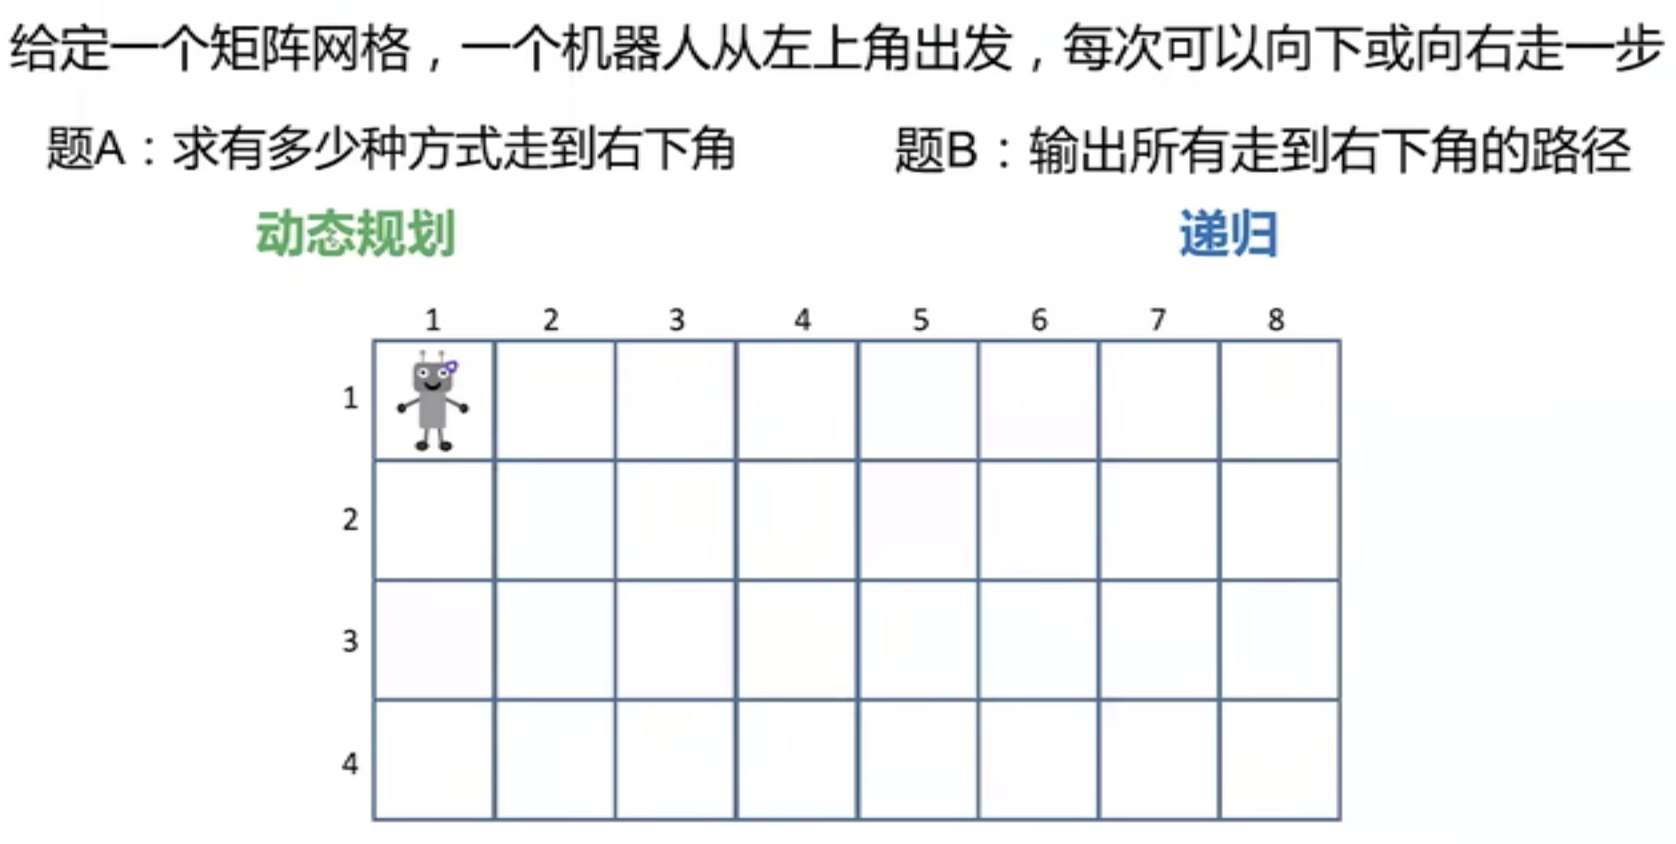 给定一个矩阵网格，一个机器人从左上角出发，每次可以向下或向右走一步
题A：求有多少种方式走到右下角 题B：输出所有走到右下角的路径
动态规划 递归
1 2 3 4 5 6 7 8
1
2
3
4